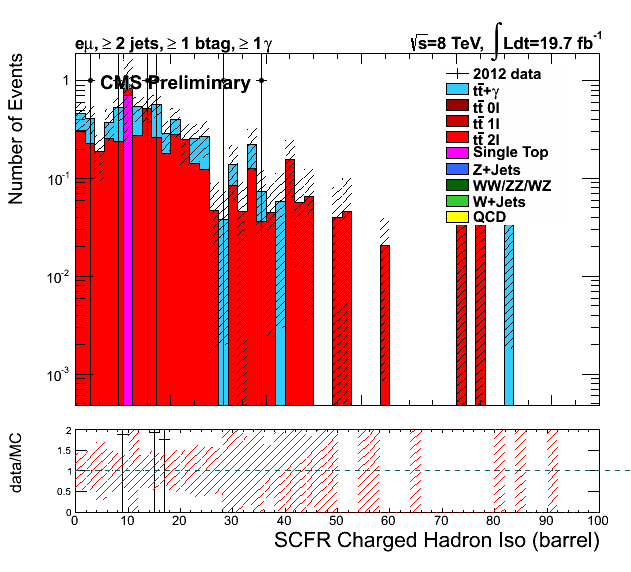 eμ, ≥ 2 jets, ≥ 1 btag, ≥ 1γ
√s=8 TeV, ∫Ldt=19.7 fb⁻¹
CMS Preliminary
2012 data
tt̄+γ
tt̄ 0l
tt̄ 1l
tt̄ 2l
Single Top
Z+Jets
WW/ZZ/WZ
W+Jets
QCD
Number of Events
1
10⁻¹
10⁻²
10⁻³
data/MC
2
1.5
1
0.5
0
0 10 20 30 40 50 60 70 80 90 100
SCFR Charged Hadron Iso (barrel)